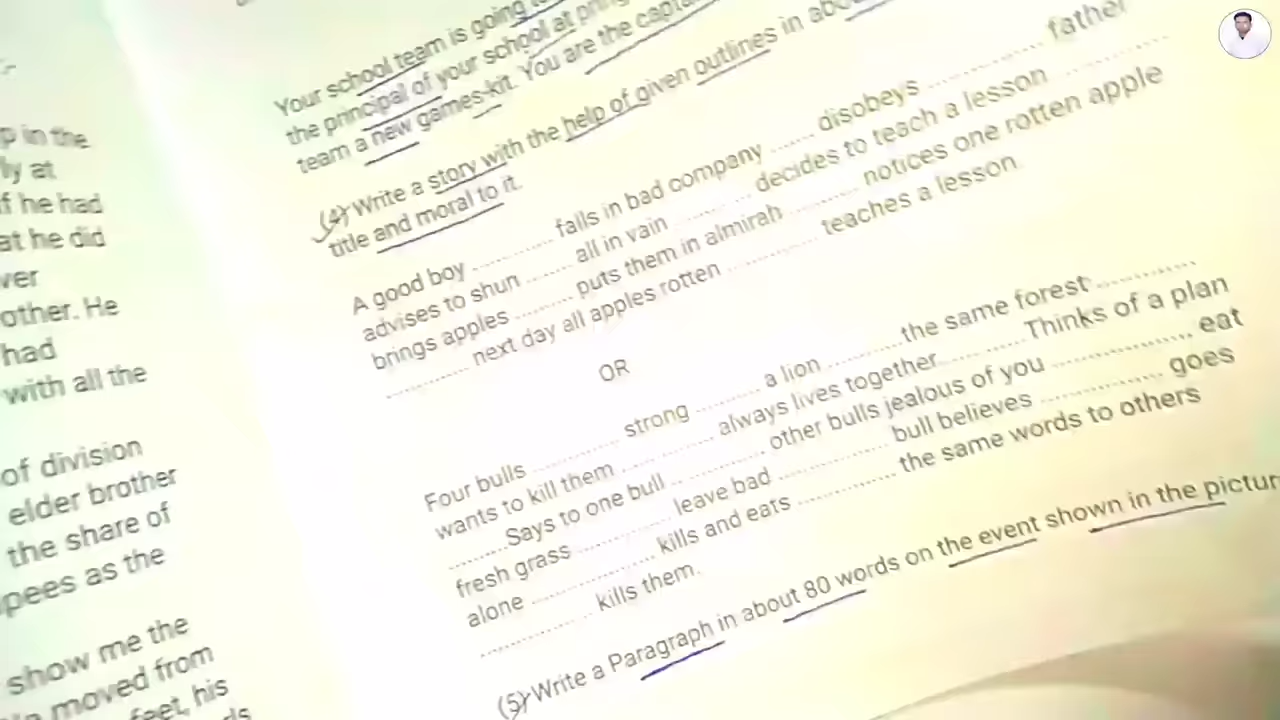 p in the
ly at
if he had
at he did
ver
other. He
had
with all the
of division
elder brother
the share of
pees as the
show me the
moved from
feet, his
Your school team is going
the principal of your school at
team a new games-kit. You are the
(4) Write a story with the help of given outlines in
title and moral to it.
A good boy ............ falls in bad company ....... disobeys ................ father
advises to shun ........ all in vain ............ decides to teach a lesson ................
brings apples .......... puts them in almirah .......... notices one rotten apple
............. next day all apples rotten .............. teaches a lesson
OR
Four bulls .............. strong .......... a lion ........... the same forest ...............
wants to kill them .............. always lives together.............. Thinks of a plan
.........Says to one bull .............. other bulls jealous of you .................... eat
fresh grass .............. leave bad ................ bull believes ................. goes
alone .................. kills and eats ............... the same words to others
................. kills them.
(5) Write a Paragraph in about 80 words on the event shown in the